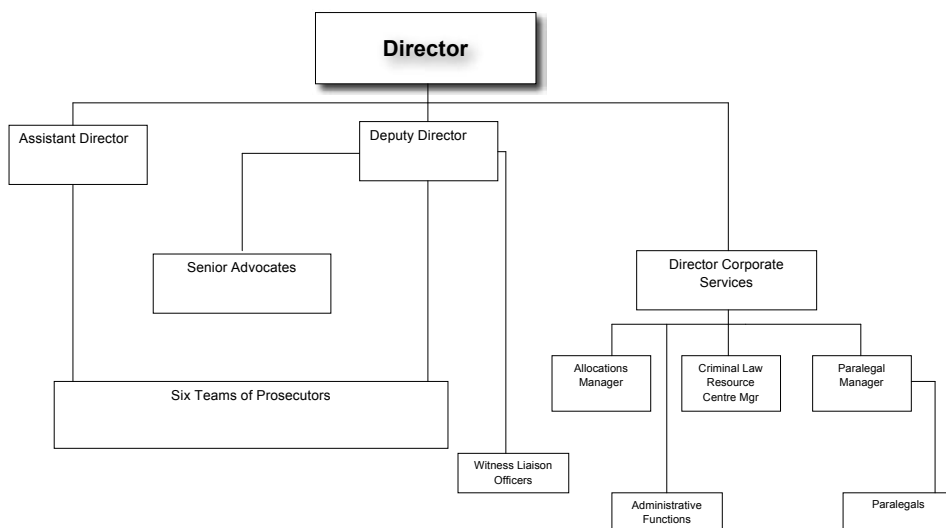 Director
Assistant Director
Deputy Director
Senior Advocates
Director Corporate
Services
Allocations
Manager
Criminal Law
Resource
Centre Mgr
Paralegal
Manager
Six Teams of Prosecutors
Witness Liaison
Officers
Administrative
Functions
Paralegals